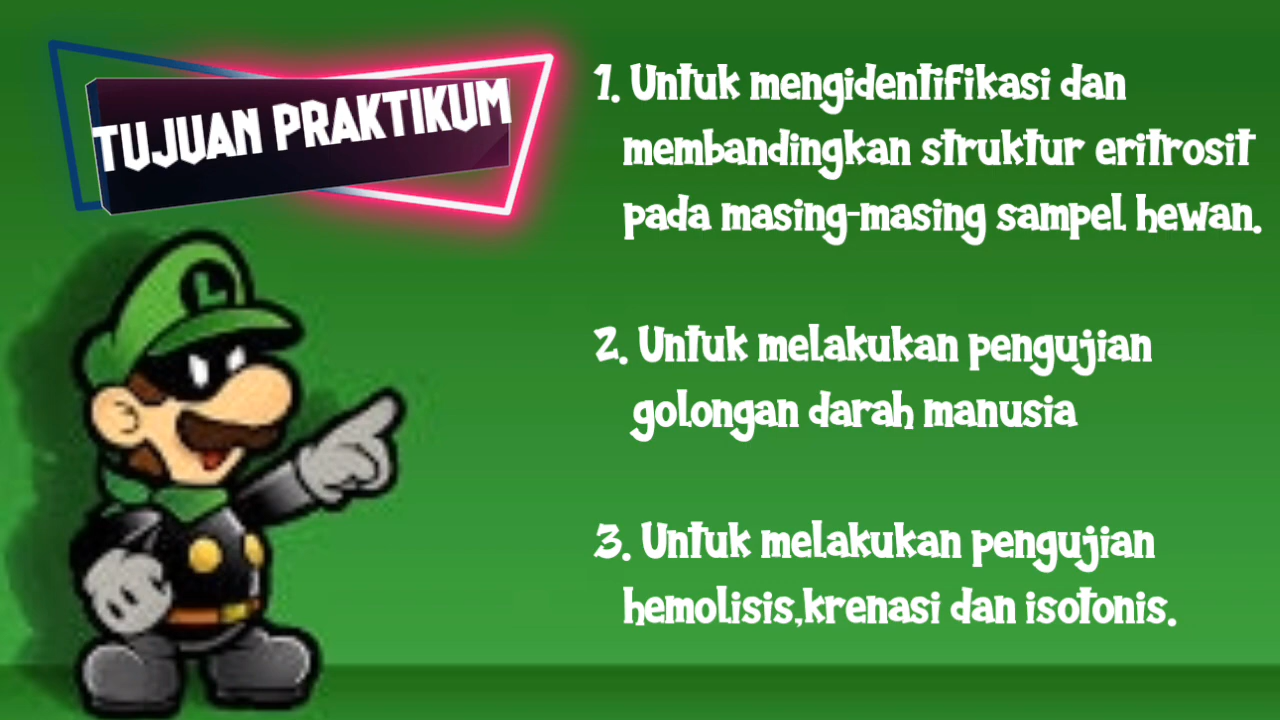 TUJUAN PRAKTIKUM
1. Untuk mengidentifikasi dan
membandingkan struktur eritrosit
pada masing-masing sampel hewan.
2. Untuk melakukan pengujian
golongan darah manusia
3. Untuk melakukan pengujian
hemolisis,krenasi dan isotonis.
L